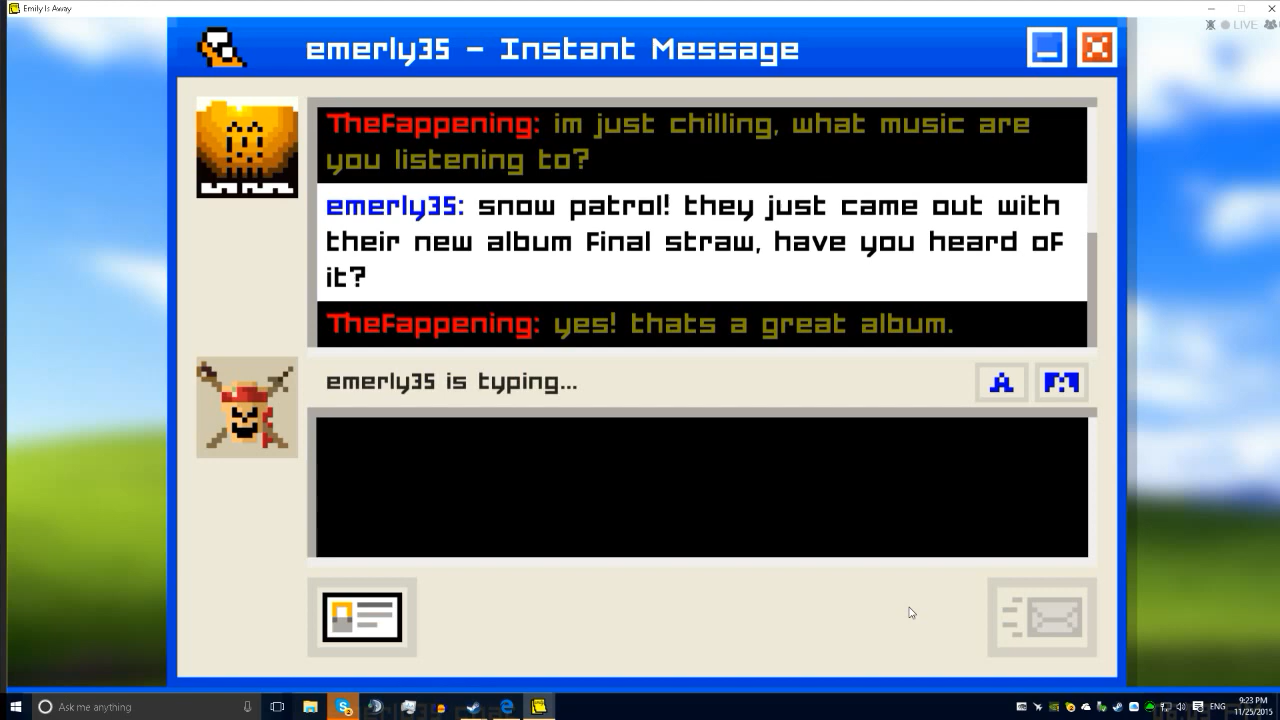 Emily Is Away
LIVE
emerly35 - Instant Message
TheFappening: im just chilling, what music are
you listening to?
emerly35: snow patrol! they just came out with
their new album final straw, have you heard of
it?
TheFappening: yes! thats a great album.
emerly35 is typing...
A
Ask me anything
ENG
9:23 PM
11/25/2015